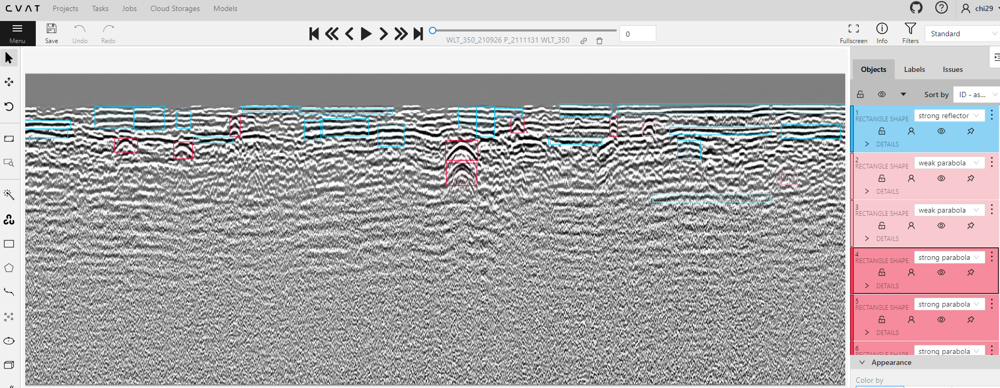 CVAT Projects Tasks Jobs Cloud Storages Models chi29
Menu Save Undo Redo WLT_350_210926 P_2111131 WLT_350 0 Fullscreen Info Filters Standard
Objects Labels Issues
Sort by ID - as...
1 RECTANGLE SHAPE strong reflector
DETAILS
2 RECTANGLE SHAPE weak parabola
DETAILS
3 RECTANGLE SHAPE weak parabola
DETAILS
4 RECTANGLE SHAPE strong parabola
DETAILS
5 RECTANGLE SHAPE strong parabola
DETAILS
6 RECTANGLE SHAPE strong parabola
Appearance
Color by